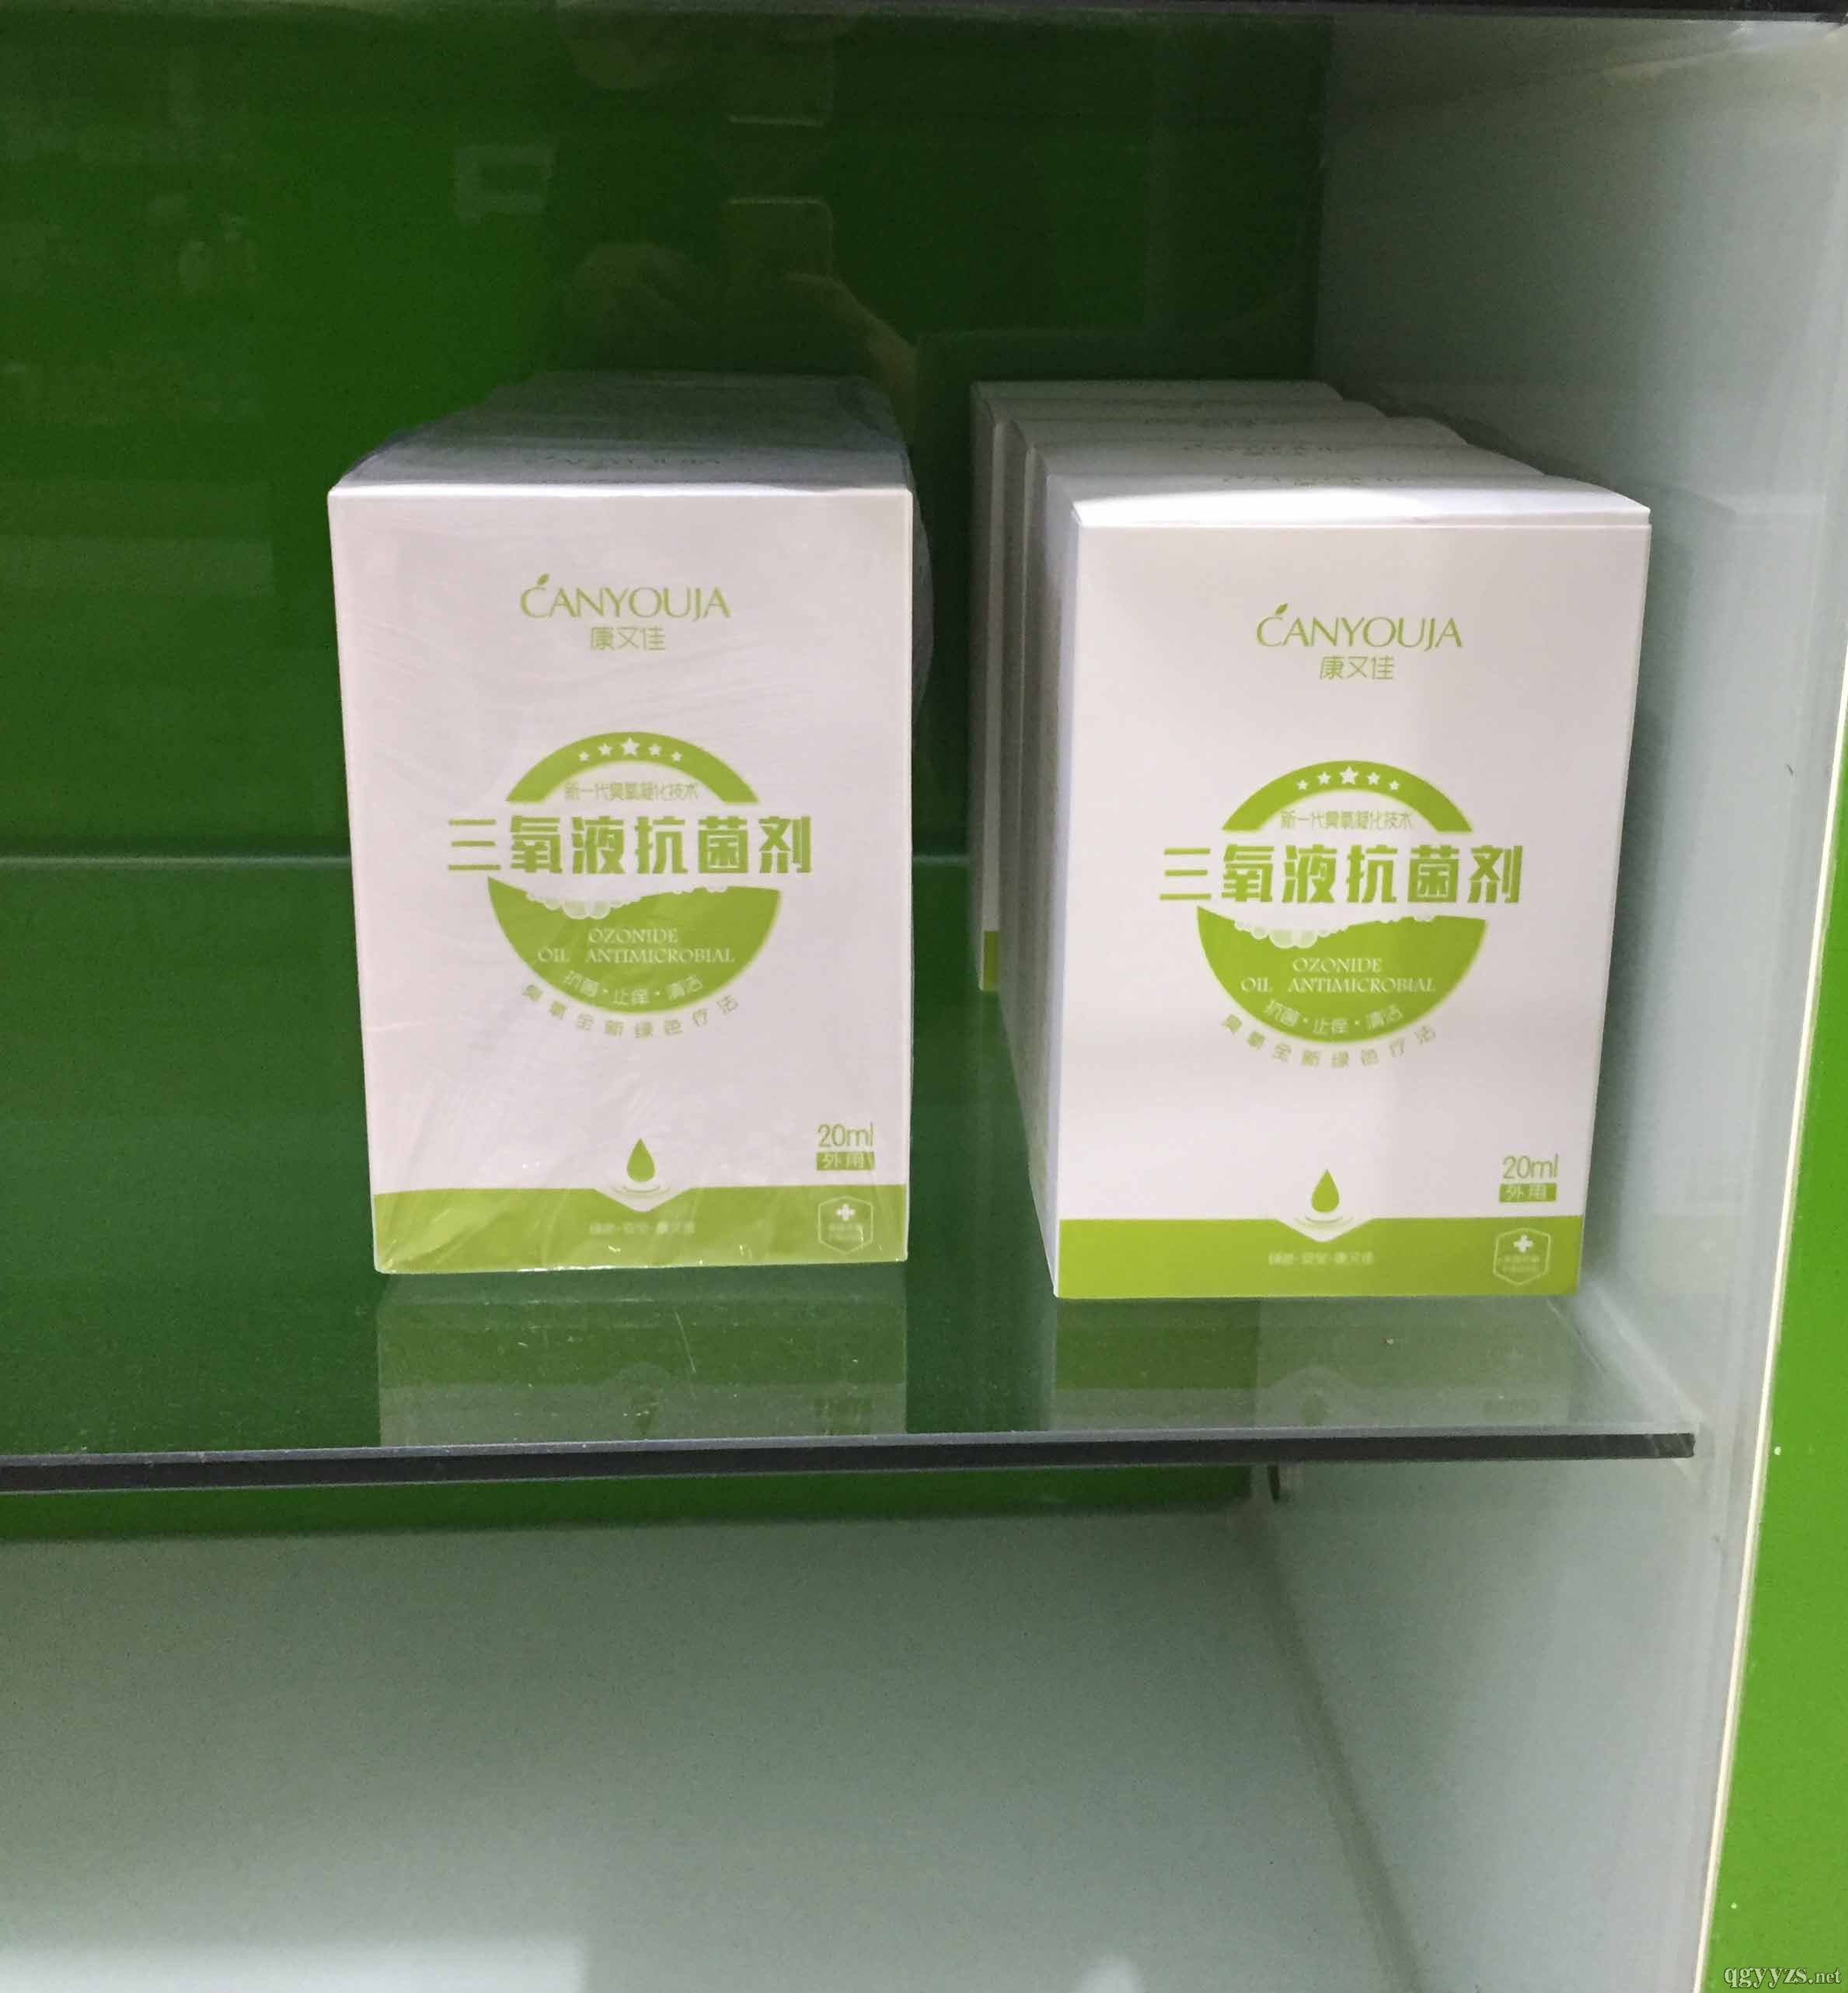 CANYOUJA
康又佳
新一代臭氧凝化技术
三氧液抗菌剂
OZONIDE
OIL ANTIMICROBIAL
抗菌·止痒·清洁
臭氧全新绿色疗法
20ml
外用
CANYOUJA
康又佳
新一代臭氧凝化技术
三氧液抗菌剂
OZONIDE
OIL ANTIMICROBIAL
抗菌·止痒·清洁
臭氧全新绿色疗法
20ml
外用
qgyyzs.net